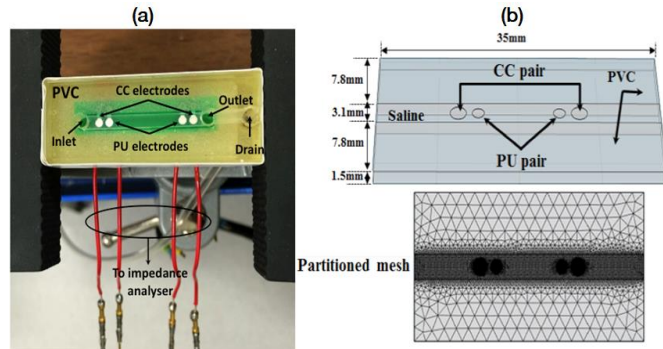 (a)
PVC
CC electrodes
Outlet
Inlet
PU electrodes
Drain
To impedance
analyser
(b)
35mm
7.8mm
CC pair
PVC
3.1mm
Saline
7.8mm
PU pair
1.5mm
Partitioned mesh